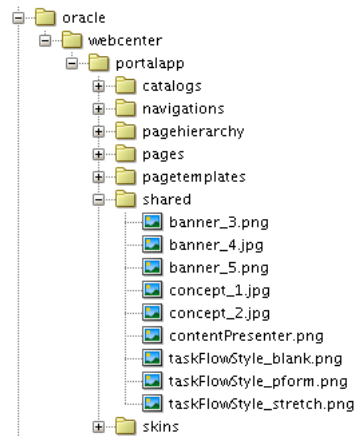 oracle
webcenter
portalapp
catalogs
navigations
pagehierarchy
pages
pagetemplates
shared
banner_3.png
banner_4.jpg
banner_5.png
concept_1.jpg
concept_2.jpg
contentPresenter.png
taskFlowStyle_blank.png
taskFlowStyle_pform.png
taskFlowStyle_stretch.png
skins